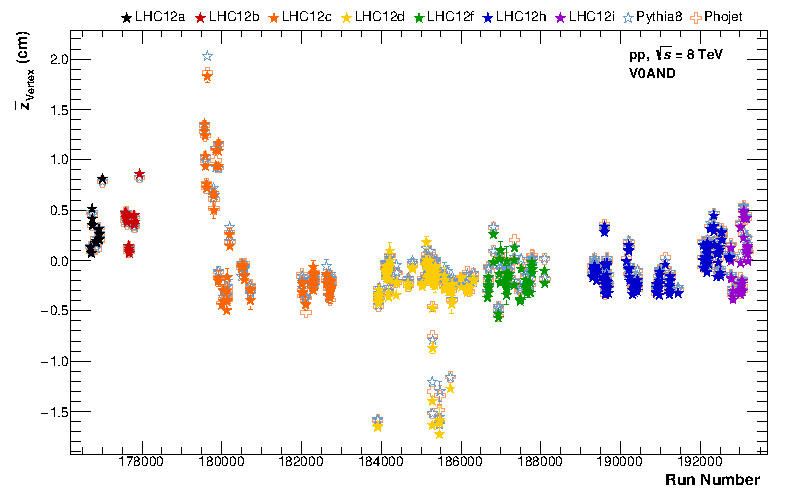 LHC12a LHC12b LHC12c LHC12d LHC12f LHC12h LHC12i Pythia8 Phojet
z̅Vertex (cm)
pp, √s = 8 TeV
V0AND
2.0
1.5
1.0
0.5
0.0
−0.5
−1.0
−1.5
178000 180000 182000 184000 186000 188000 190000 192000
Run Number